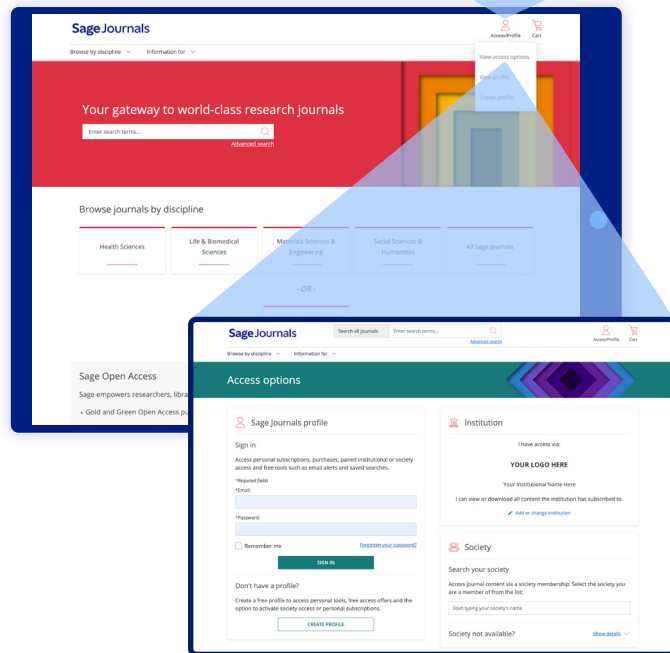 Sage Journals
Access/Profile
Cart
Browse by discipline
Information for
View access options
View profile
Create profile
Your gateway to world-class research journals
Enter search terms...
Advanced search
Browse journals by discipline
Health Sciences
Life & Biomedical
Sciences
Materials Sciences &
Engineering
Social Sciences &
Humanities
All Sage Journals
- OR -
Sage Open Access
Sage empowers researchers, libra
• Gold and Green Open Access pu
Sage Journals
Search all journals
Enter search terms...
Advanced search
Access/Profile
Cart
Browse by discipline
Information for
Access options
Sage Journals profile
Sign in
Access personal subscriptions, purchases, paired institutional or society
access and free tools such as email alerts and saved searches.
*Required fields
*Email:
*Password:
Remember me
Forgotten your password?
SIGN IN
Don't have a profile?
Create a free profile to access personal tools, free access offers and the
option to activate society access or personal subscriptions.
CREATE PROFILE
Institution
I have access via:
YOUR LOGO HERE
Your Institutional Name Here
I can view or download all content the institution has subscribed to.
Add or change institution
Society
Search your society
Access journal content via a society membership. Select the society you
are a member of from the list:
Start typing your society's name
Society not available?
Show details